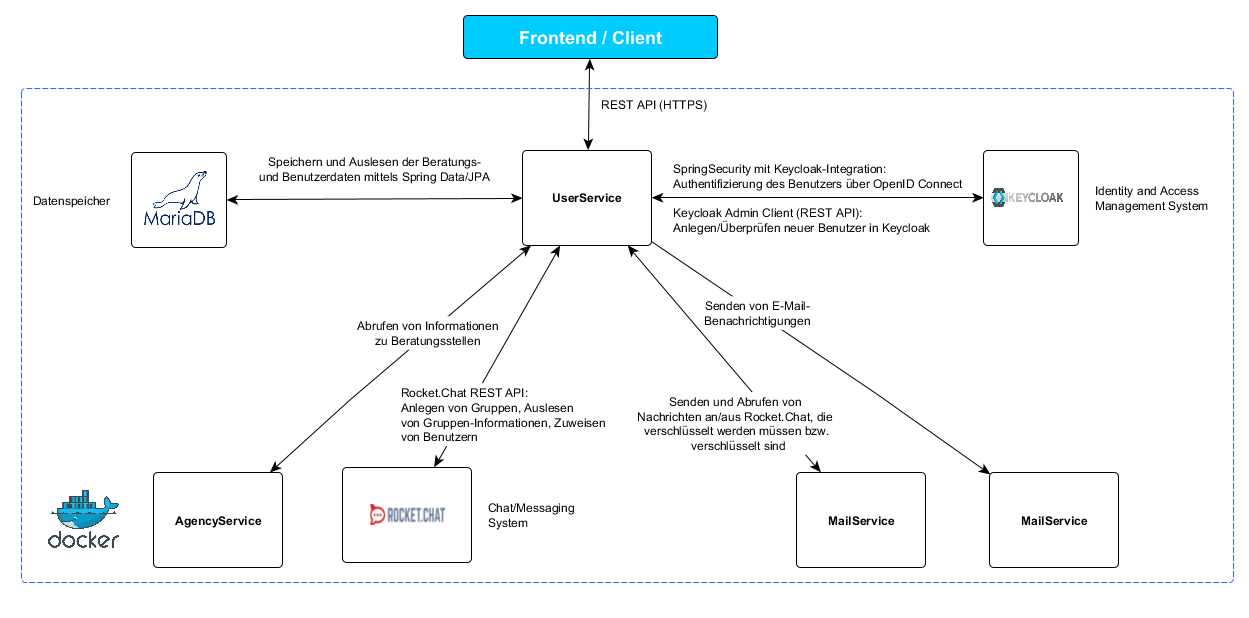 Frontend / Client
REST API (HTTPS)
Datenspeicher
MariaDB
Speichern und Auslesen der Beratungs-
und Benutzerdaten mittels Spring Data/JPA
UserService
SpringSecurity mit Keycloak-Integration:
Authentifizierung des Benutzers über OpenID Connect
Keycloak Admin Client (REST API):
Anlegen/Überprüfen neuer Benutzer in Keycloak
KEYCLOAK
Identity and Access
Management System
Abrufen von Informationen
zu Beratungsstellen
Rocket.Chat REST API:
Anlegen von Gruppen, Auslesen
von Gruppen-Informationen, Zuweisen
von Benutzern
Senden und Abrufen von
Nachrichten an/aus Rocket.Chat, die
verschlüsselt werden müssen bzw.
verschlüsselt sind
Senden von E-Mail-
Benachrichtigungen
docker
AgencyService
ROCKET.CHAT
Chat/Messaging
System
MailService
MailService